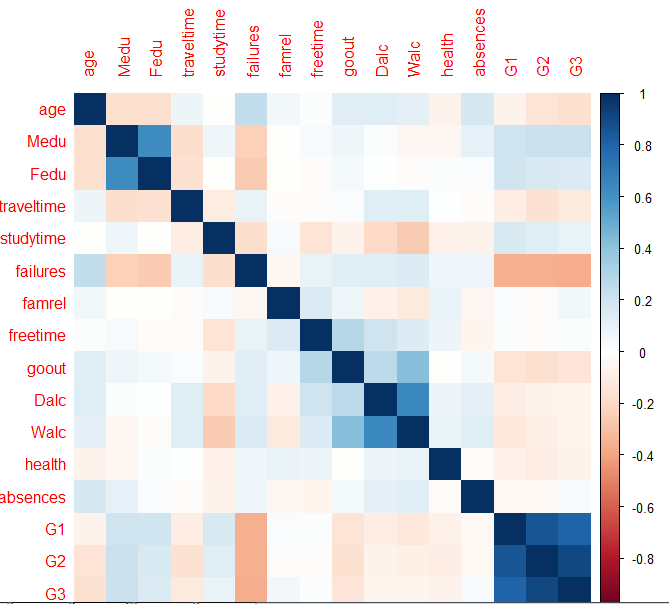 age Medu Fedu traveltime studytime failures famrel freetime goout Dalc Walc health absences G1 G2 G3
age
Medu
Fedu
traveltime
studytime
failures
famrel
freetime
goout
Dalc
Walc
health
absences
G1
G2
G3
1
0.8
0.6
0.4
0.2
0
-0.2
-0.4
-0.6
-0.8